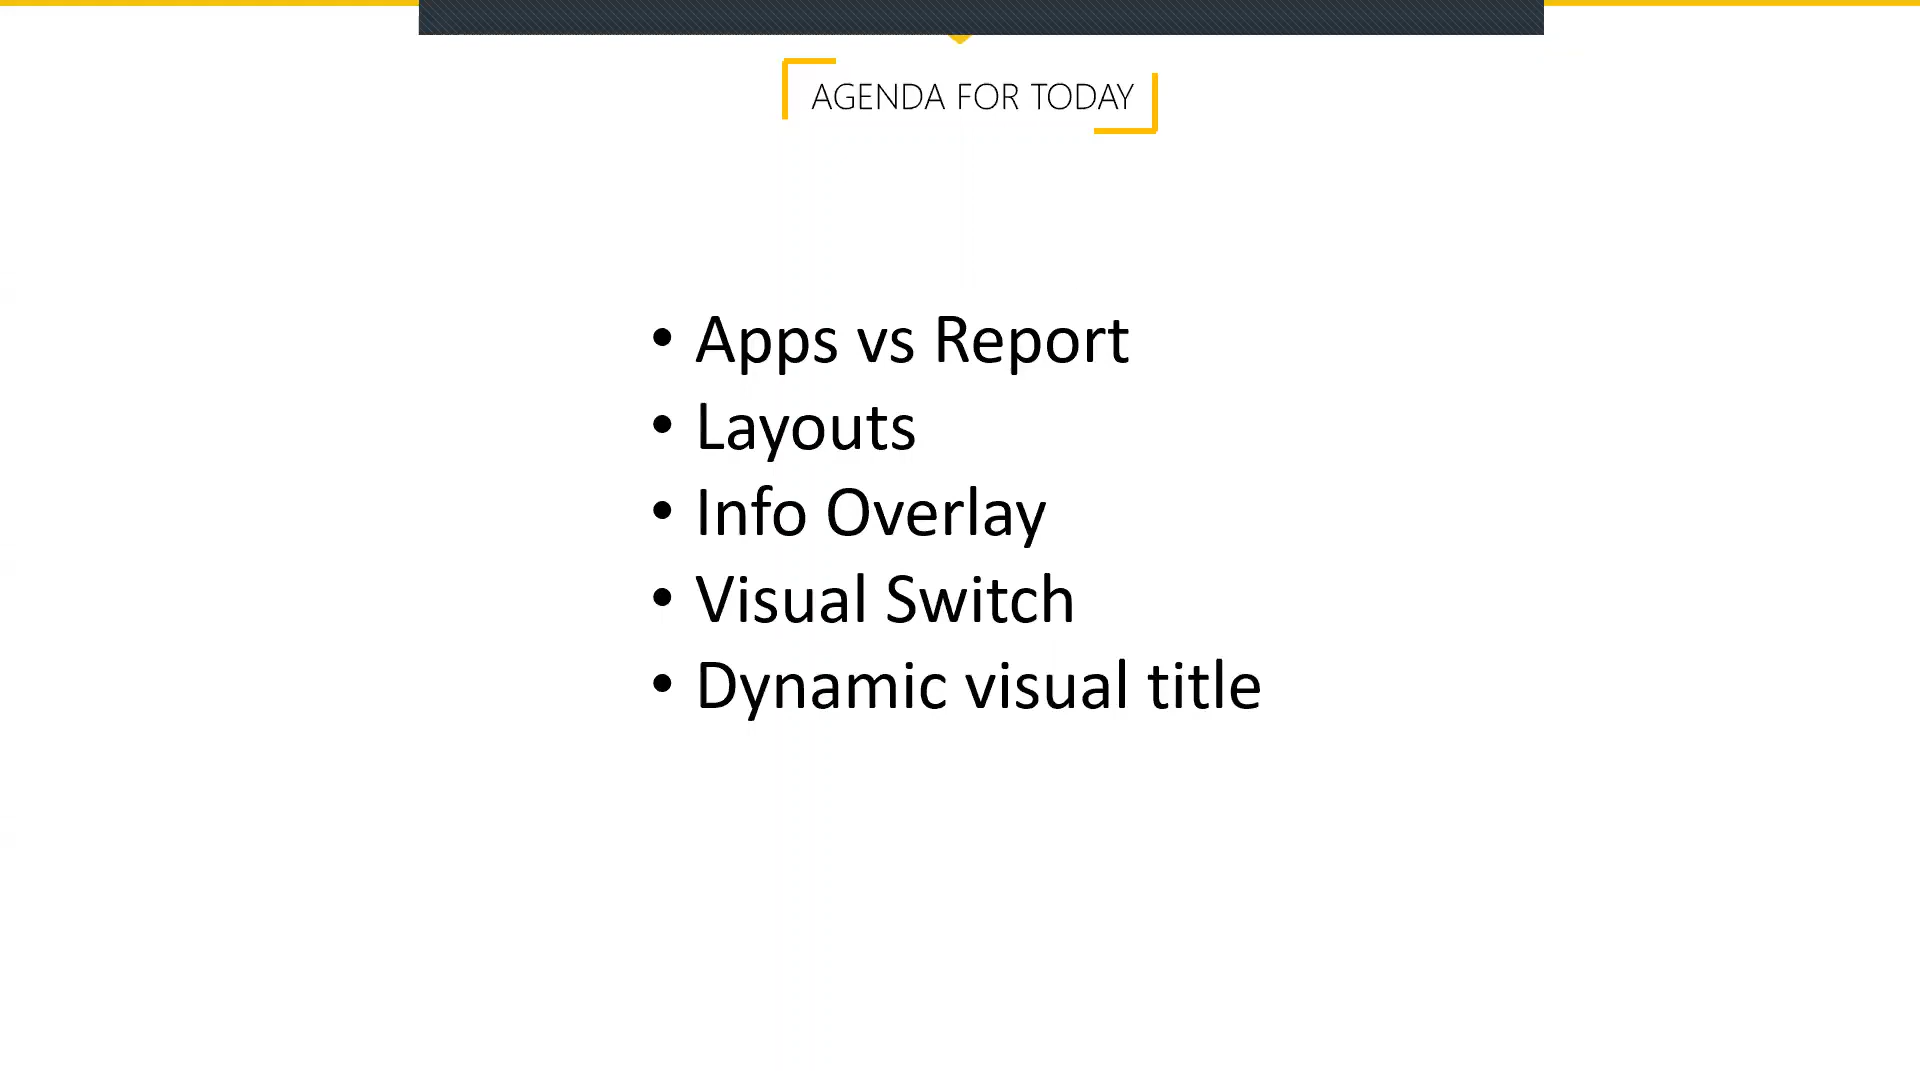 AGENDA FOR TODAY
• Apps vs Report
• Layouts
• Info Overlay
• Visual Switch
• Dynamic visual title